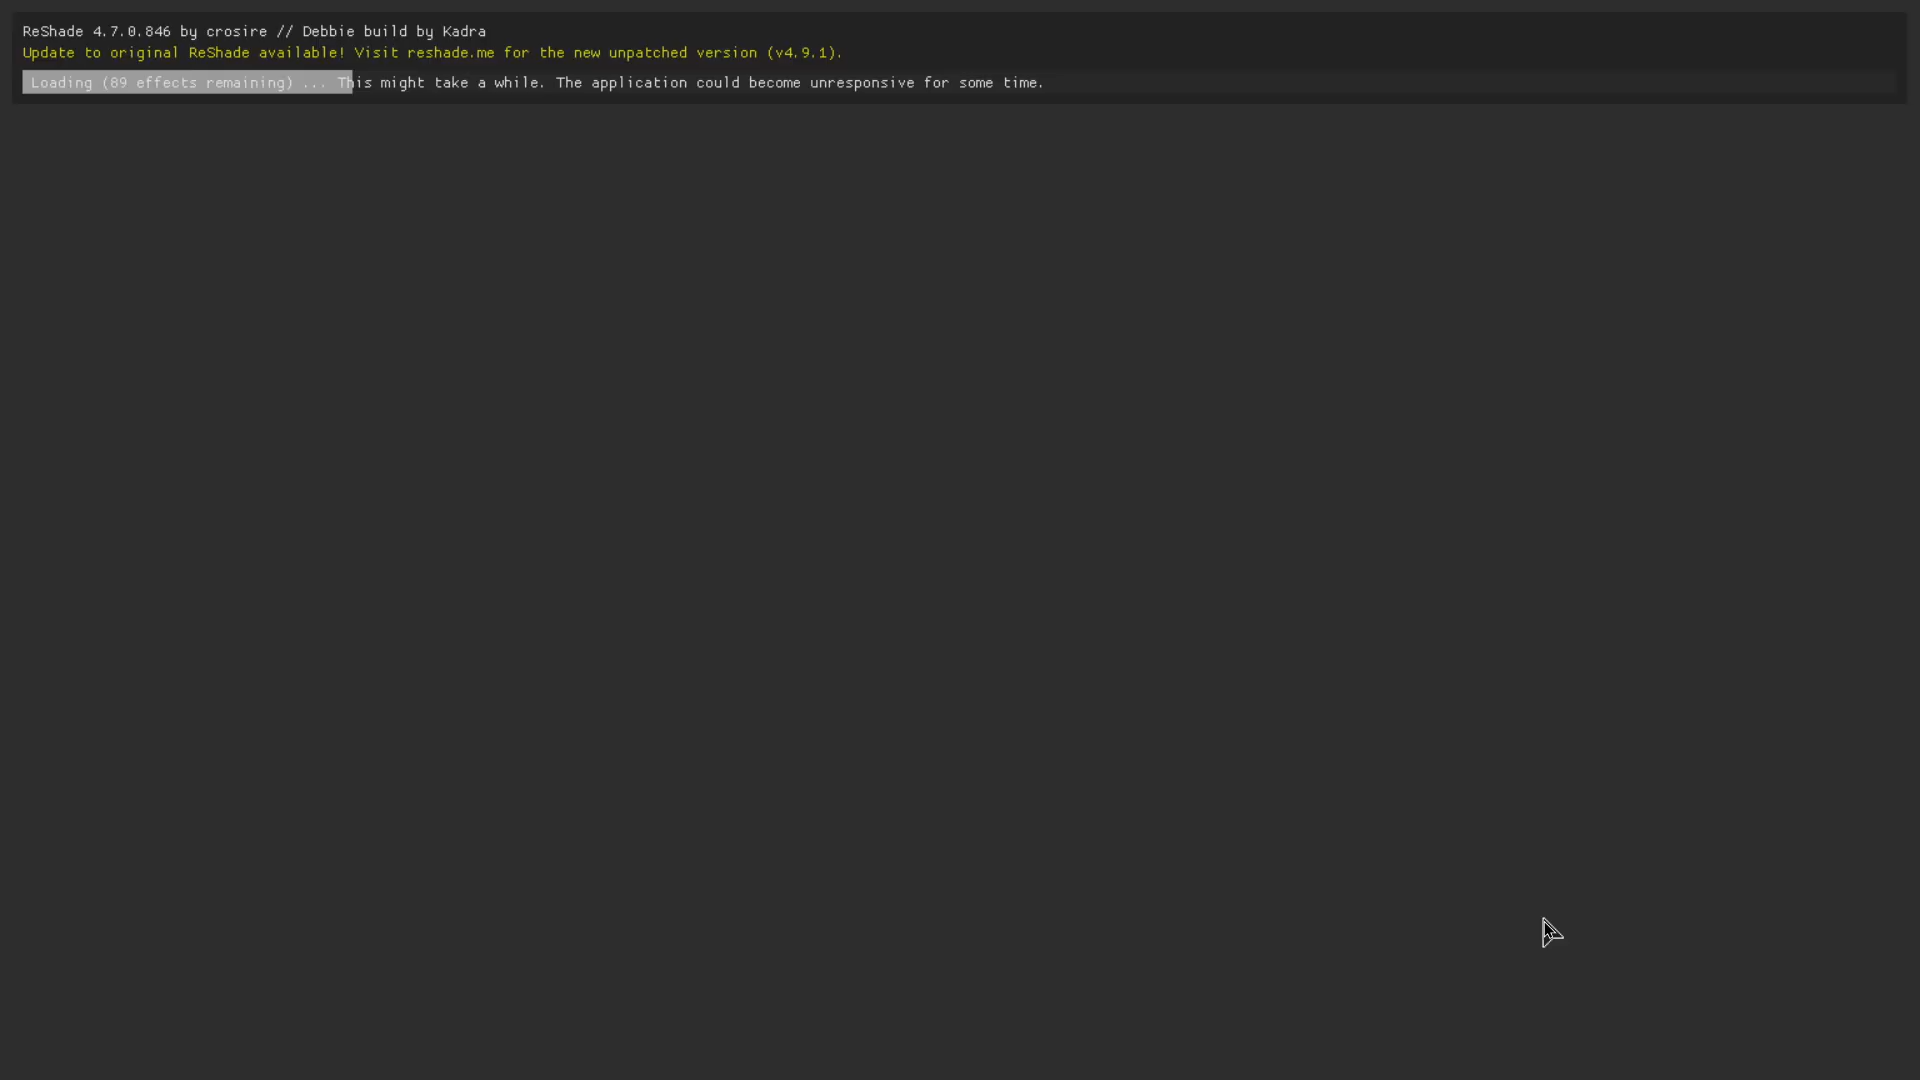 ReShade 4.7.0.846 by crosire // Debbie build by Kadra
Update to original ReShade available! Visit reshade.me for the new unpatched version (v4.9.1).
Loading (89 effects remaining) ... This might take a while. The application could become unresponsive for some time.